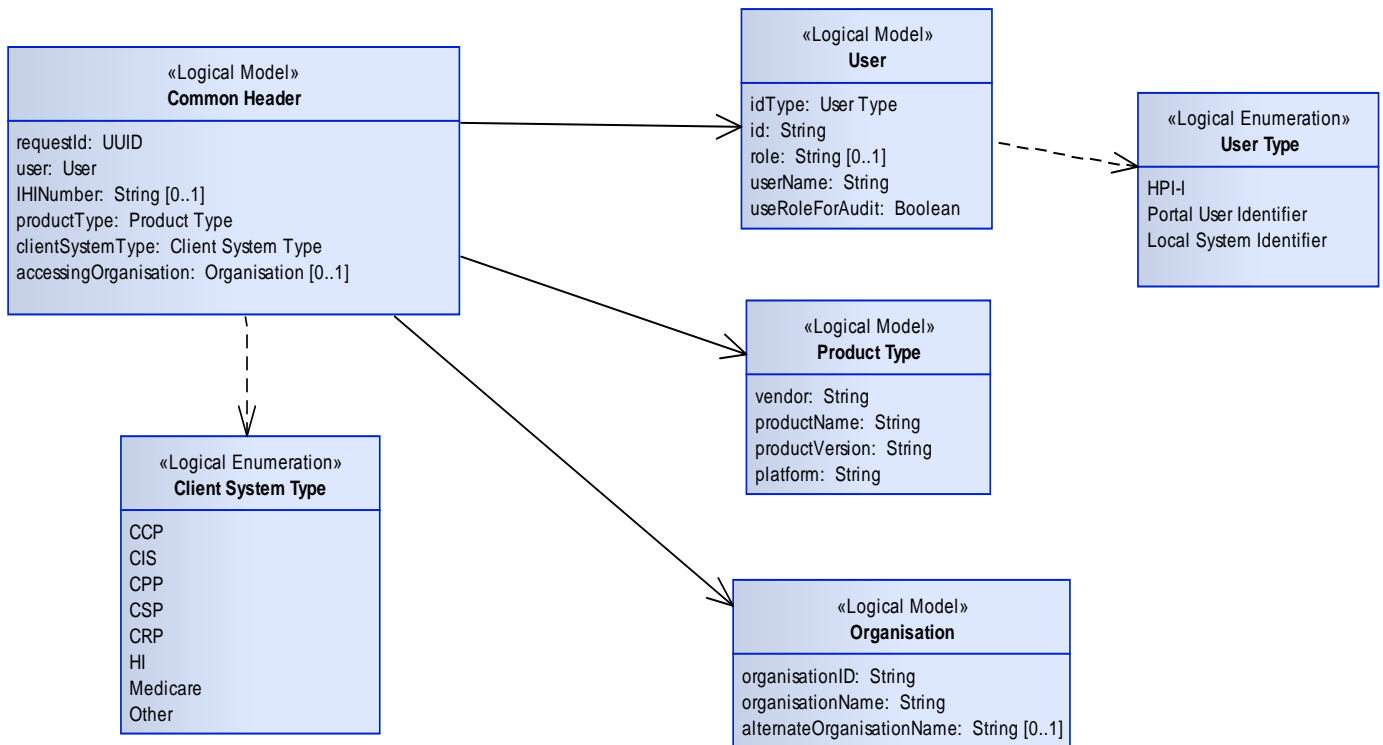 «Logical Model»
Common Header
requestId: UUID
user: User
IHINumber: String [0..1]
productType: Product Type
clientSystemType: Client System Type
accessingOrganisation: Organisation [0..1]
«Logical Model»
User
idType: User Type
id: String
role: String [0..1]
userName: String
useRoleForAudit: Boolean
«Logical Enumeration»
User Type
HPI-I
Portal User Identifier
Local System Identifier
«Logical Model»
Product Type
vendor: String
productName: String
productVersion: String
platform: String
«Logical Enumeration»
Client System Type
CCP
CIS
CPP
CSP
CRP
HI
Medicare
Other
«Logical Model»
Organisation
organisationID: String
organisationName: String
alternateOrganisationName: String [0..1]